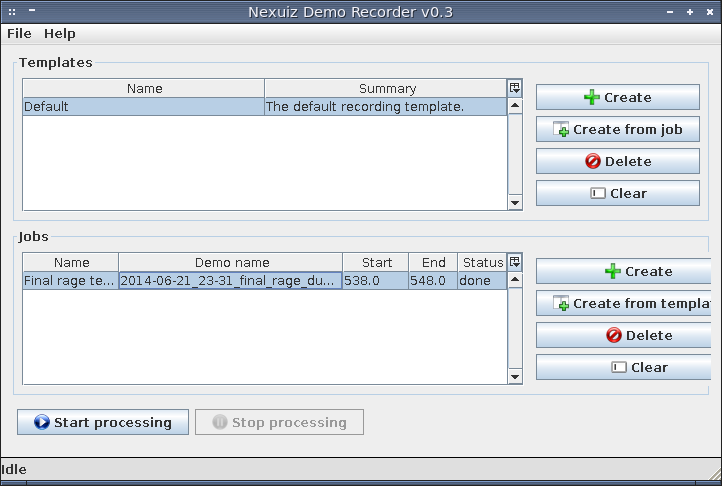 Nexuiz Demo Recorder v0.3
File Help
Templates
Name Summary
Default The default recording template.
Create
Create from job
Delete
Clear
Jobs
Name Demo name Start End Status
Final rage te... 2014-06-21_23-31_final_rage_du... 538.0 548.0 done
Create
Create from templa
Delete
Clear
Start processing Stop processing
Idle